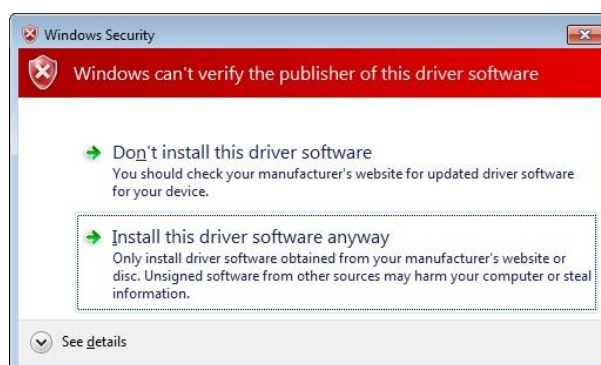 Windows Security
Windows can't verify the publisher of this driver software
Don't install this driver software
You should check your manufacturer's website for updated driver software
for your device.
Install this driver software anyway
Only install driver software obtained from your manufacturer's website or
disc. Unsigned software from other sources may harm your computer or steal
information.
See details